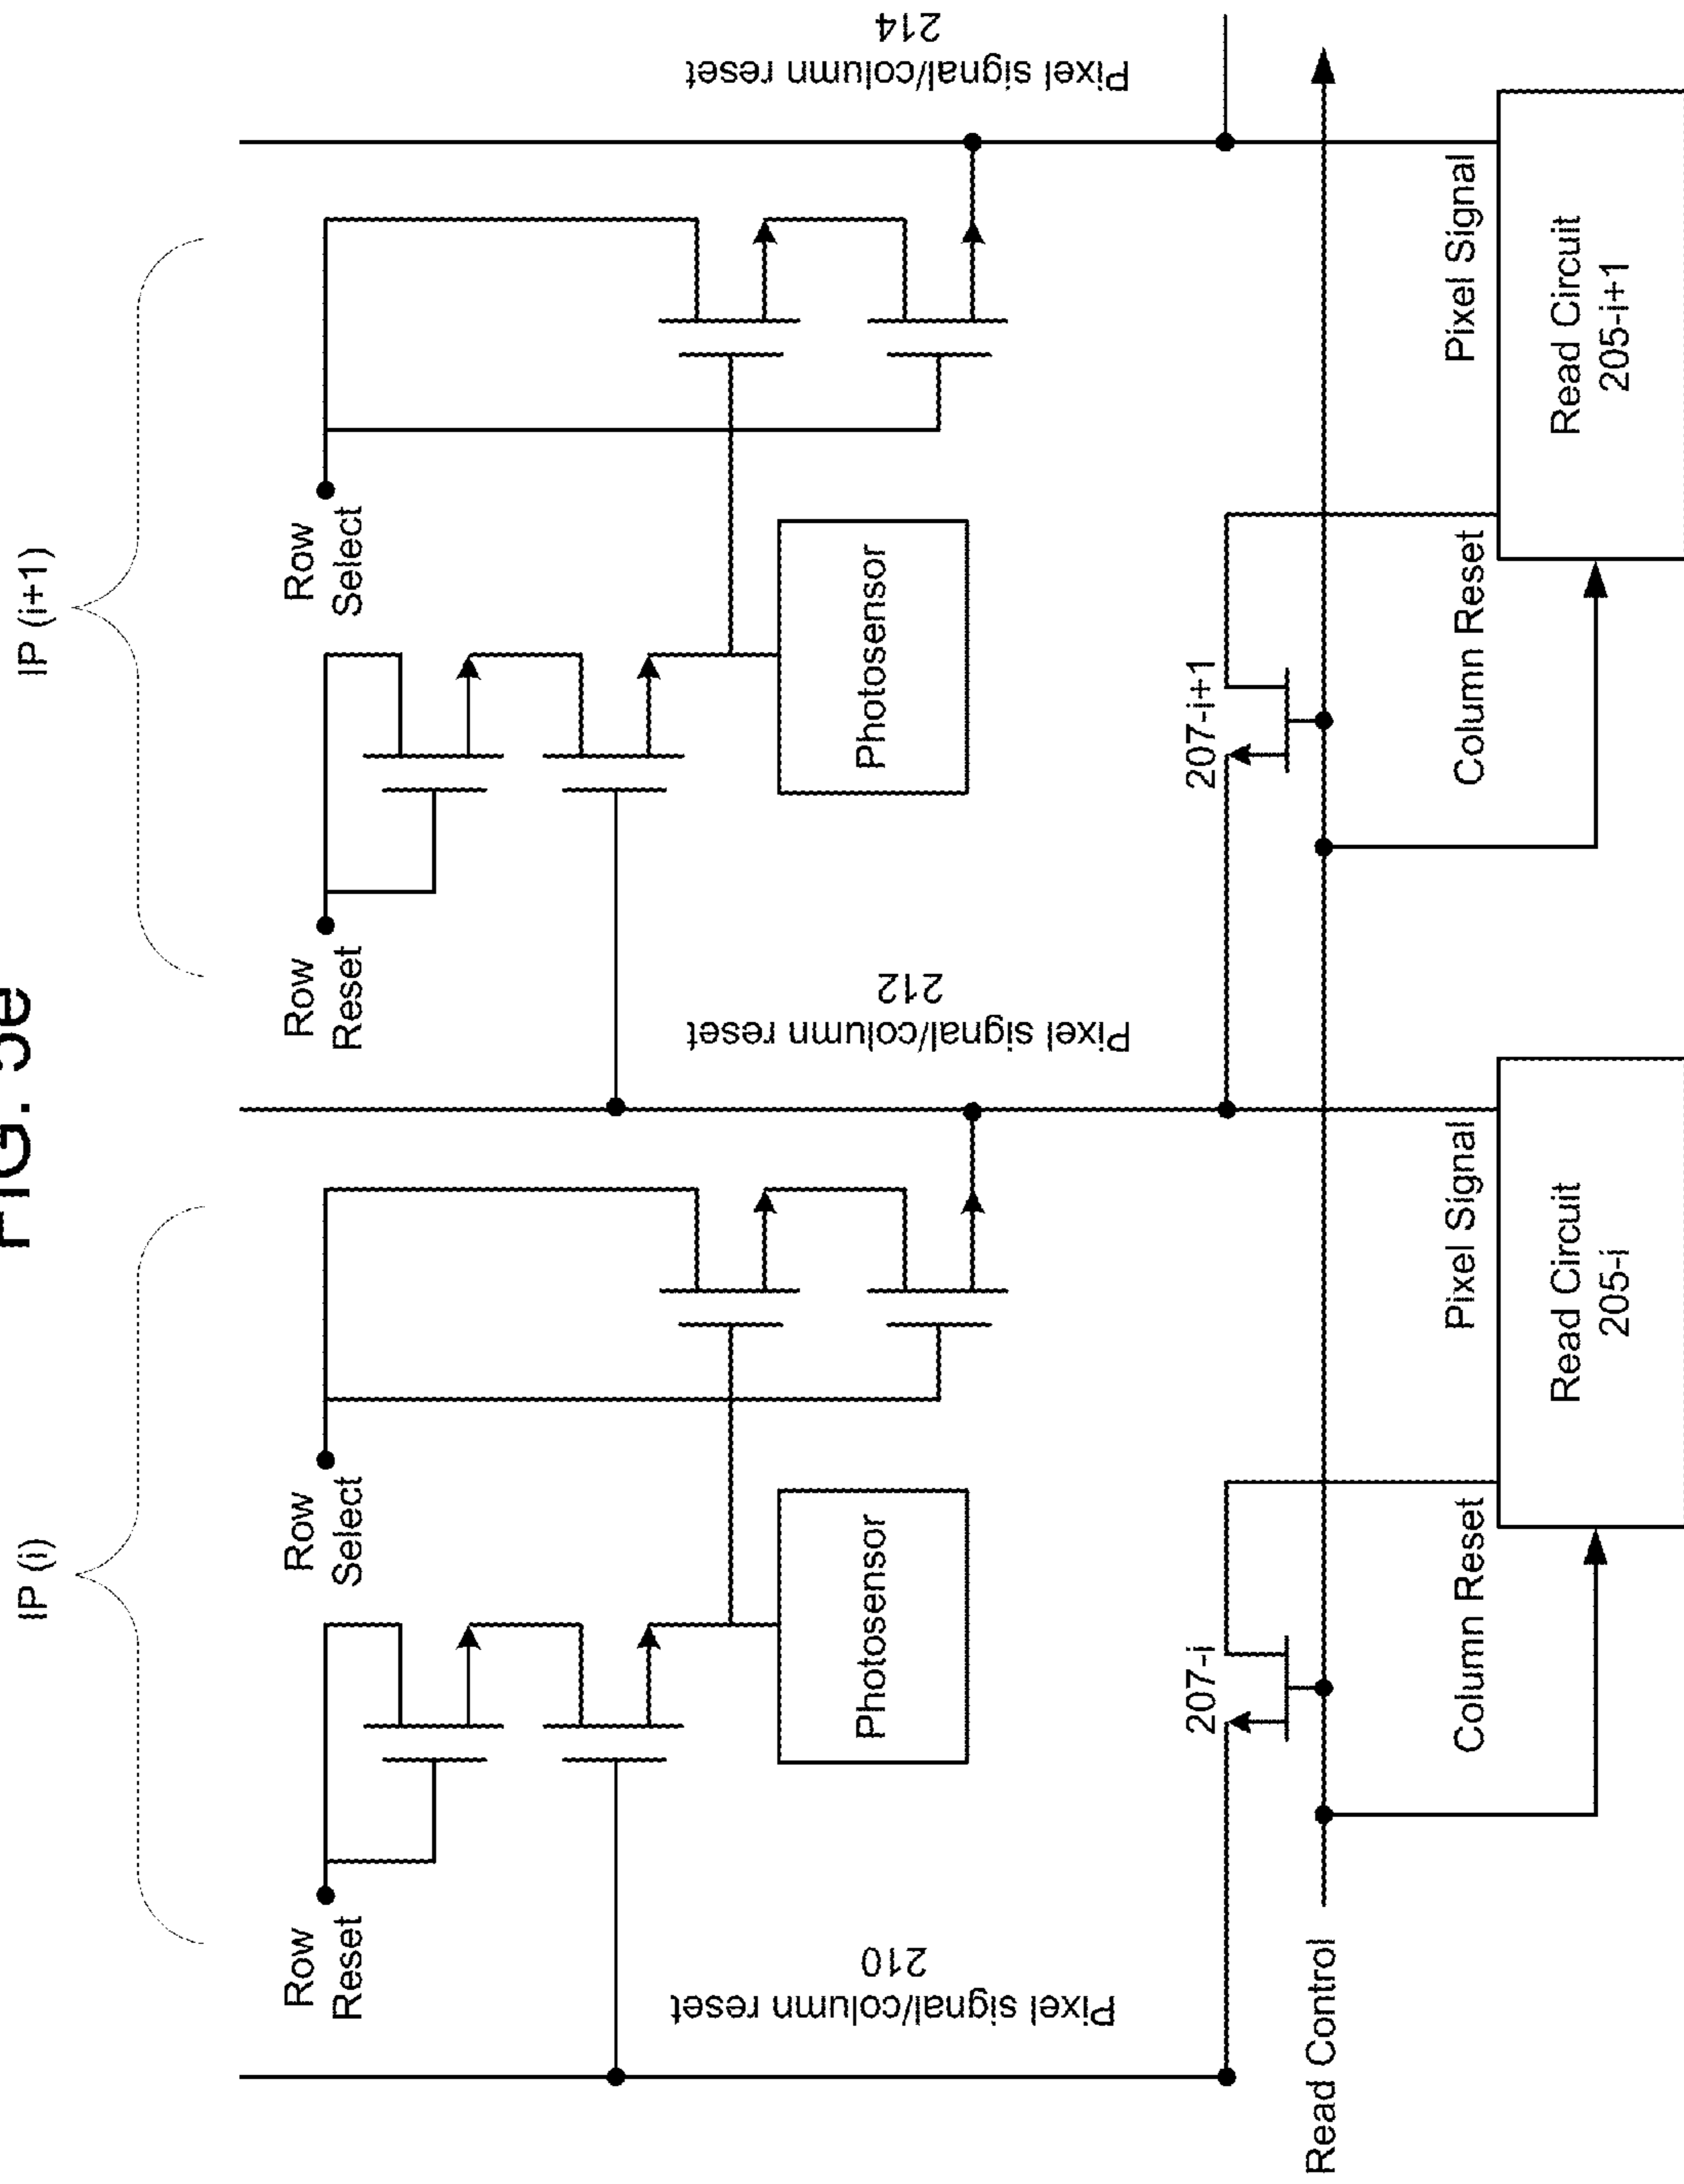 FIG. 5e
IP (i)
IP (i+1)
Row
Reset
Row
Select
Row
Reset
Row
Select
Photosensor
Photosensor
Pixel signal/column reset
210
Pixel signal/column reset
212
Pixel signal/column reset
214
207-i
207-i+1
Read Control
Column Reset
Pixel Signal
Column Reset
Pixel Signal
Read Circuit
205-i
Read Circuit
205-i+1